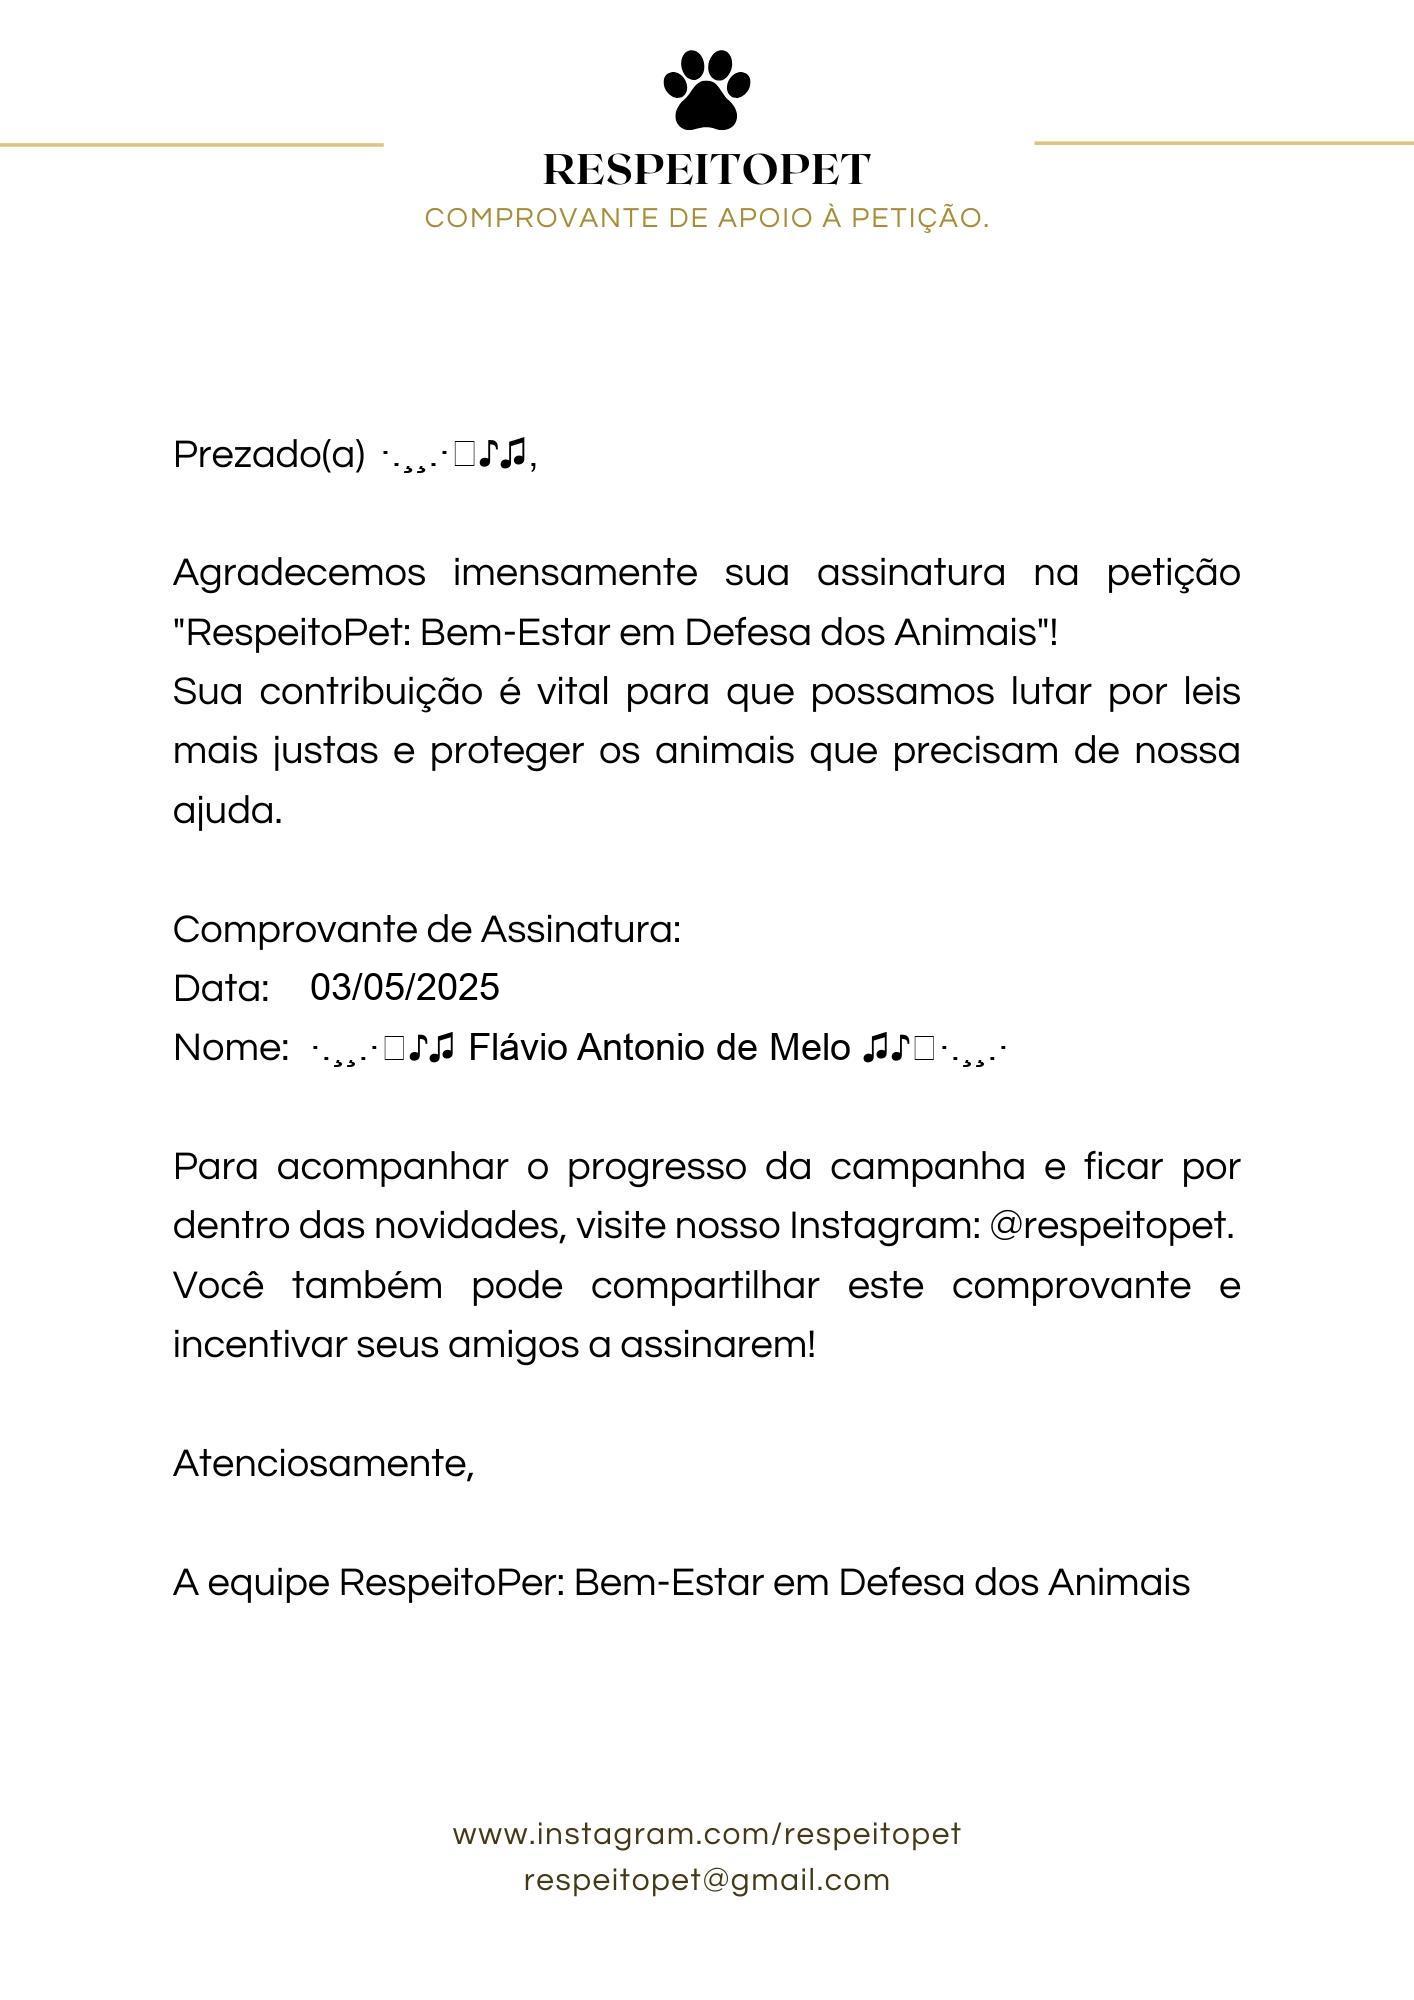 RESPEITOPET
COMPROVANTE DE APOIO À PETIÇÃO.
Prezado(a) ·.¸¸.·□♪♫,
Agradecemos imensamente sua assinatura na petição
"RespeitoPet: Bem-Estar em Defesa dos Animais"!
Sua contribuição é vital para que possamos lutar por leis
mais justas e proteger os animais que precisam de nossa
ajuda.
Comprovante de Assinatura:
Data: 03/05/2025
Nome: ·.¸¸.·□♪♫ Flávio Antonio de Melo ♫♪□·.¸¸.·
Para acompanhar o progresso da campanha e ficar por
dentro das novidades, visite nosso Instagram: @respeitopet.
Você também pode compartilhar este comprovante e
incentivar seus amigos a assinarem!
Atenciosamente,
A equipe RespeitoPer: Bem-Estar em Defesa dos Animais
www.instagram.com/respeitopet
respeitopet@gmail.com